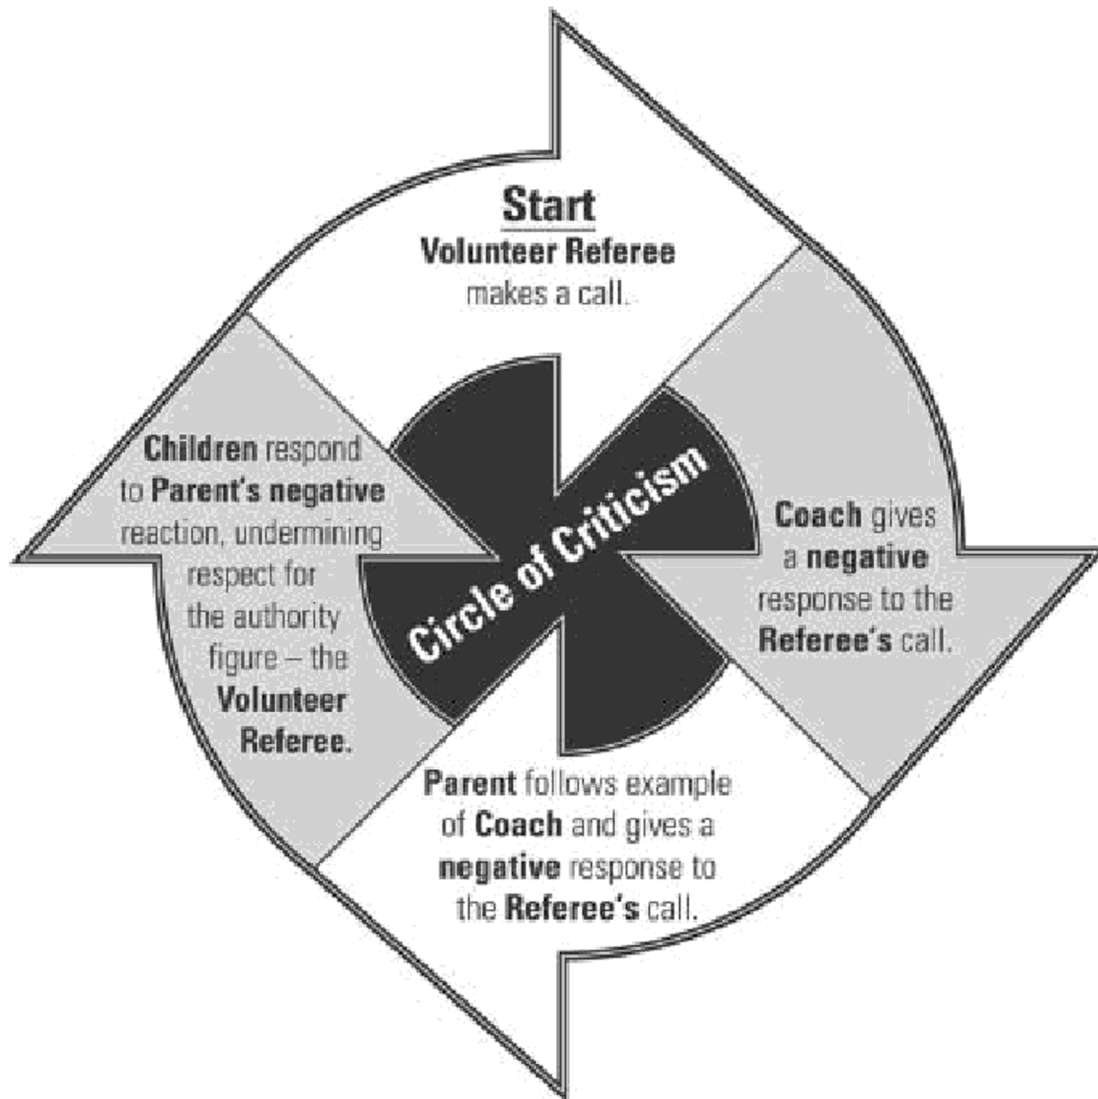 Start
Volunteer Referee
makes a call.
Coach gives
a negative
response to the
Referee's call.
Parent follows example
of Coach and gives a
negative response to
the Referee's call.
Children respond
to Parent's negative
reaction, undermining
respect for
the authority
figure – the
Volunteer
Referee.
Circle of Criticism